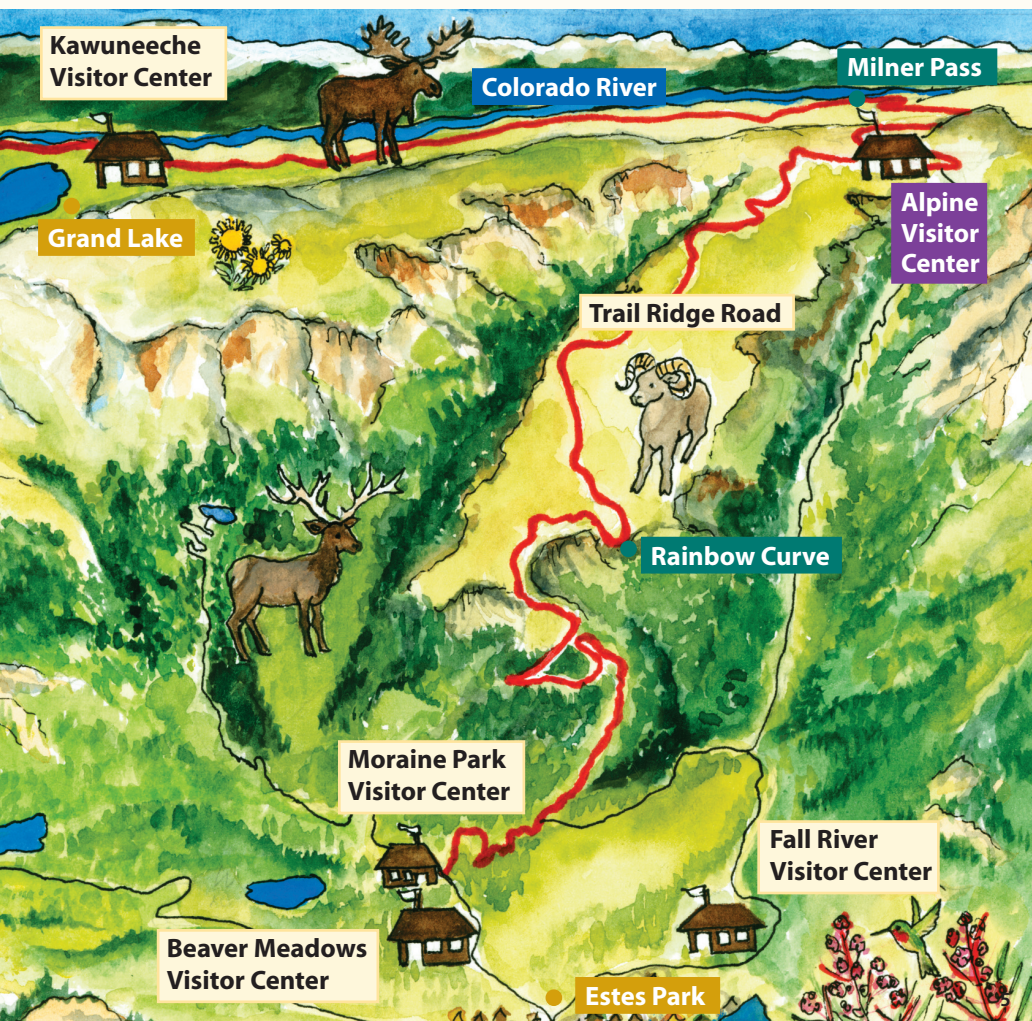 Kawuneeche
Visitor Center
Milner Pass
Colorado River
Alpine
Visitor
Center
Grand Lake
Trail Ridge Road
Rainbow Curve
Moraine Park
Visitor Center
Fall River
Visitor Center
Beaver Meadows
Visitor Center
Estes Park
5